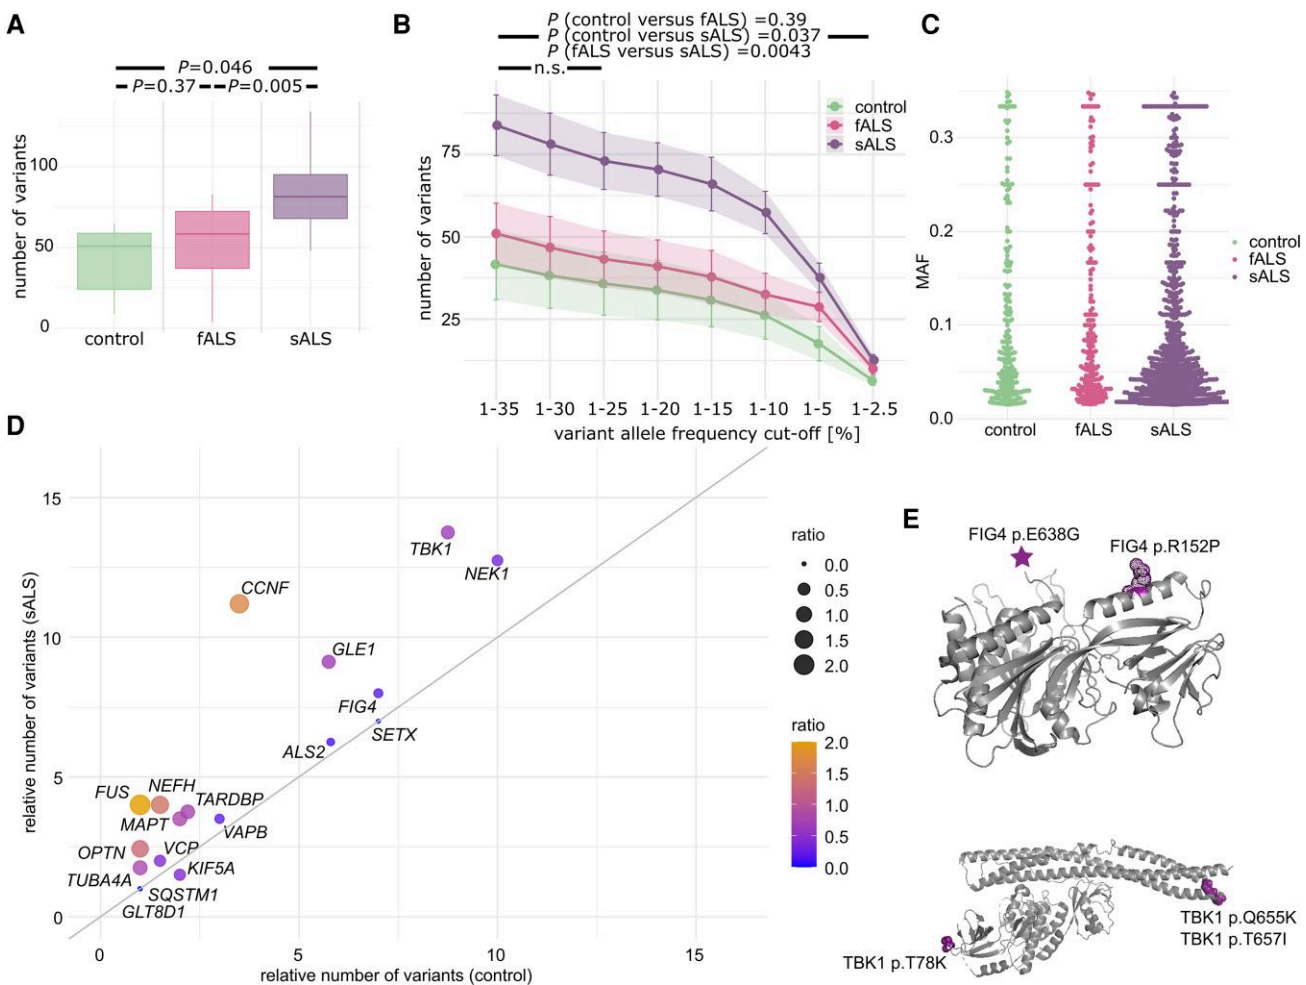 A
P=0.046
P=0.37
P=0.005
number of variants
100
50
0
control
fALS
sALS
B
P (control versus fALS) =0.39
P (control versus sALS) =0.037
P (fALS versus sALS) =0.0043
n.s.
control
fALS
sALS
number of variants
75
50
25
1-35
1-30
1-25
1-20
1-15
1-10
1-5
1-2.5
variant allele frequency cut-off [%]
C
MAF
0.3
0.2
0.1
0.0
control
fALS
sALS
control
fALS
sALS
D
relative number of variants (sALS)
15
10
5
0
TBK1
NEK1
CCNF
GLE1
FIG4
SETX
ALS2
FUS
NEFH
TARDBP
MAPT
VAPB
OPTN
VCP
TUBA4A
KIF5A
SQSTM1
GLT8D1
0
5
10
15
relative number of variants (control)
ratio
0.0
0.5
1.0
1.5
2.0
ratio
2.0
1.5
1.0
0.5
0.0
E
FIG4 p.E638G
FIG4 p.R152P
TBK1 p.Q655K
TBK1 p.T657I
TBK1 p.T78K